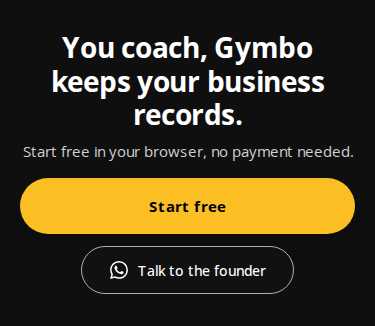 You coach, Gymbo
keeps your business
records.
Start free in your browser, no payment needed.
Start free
Talk to the founder